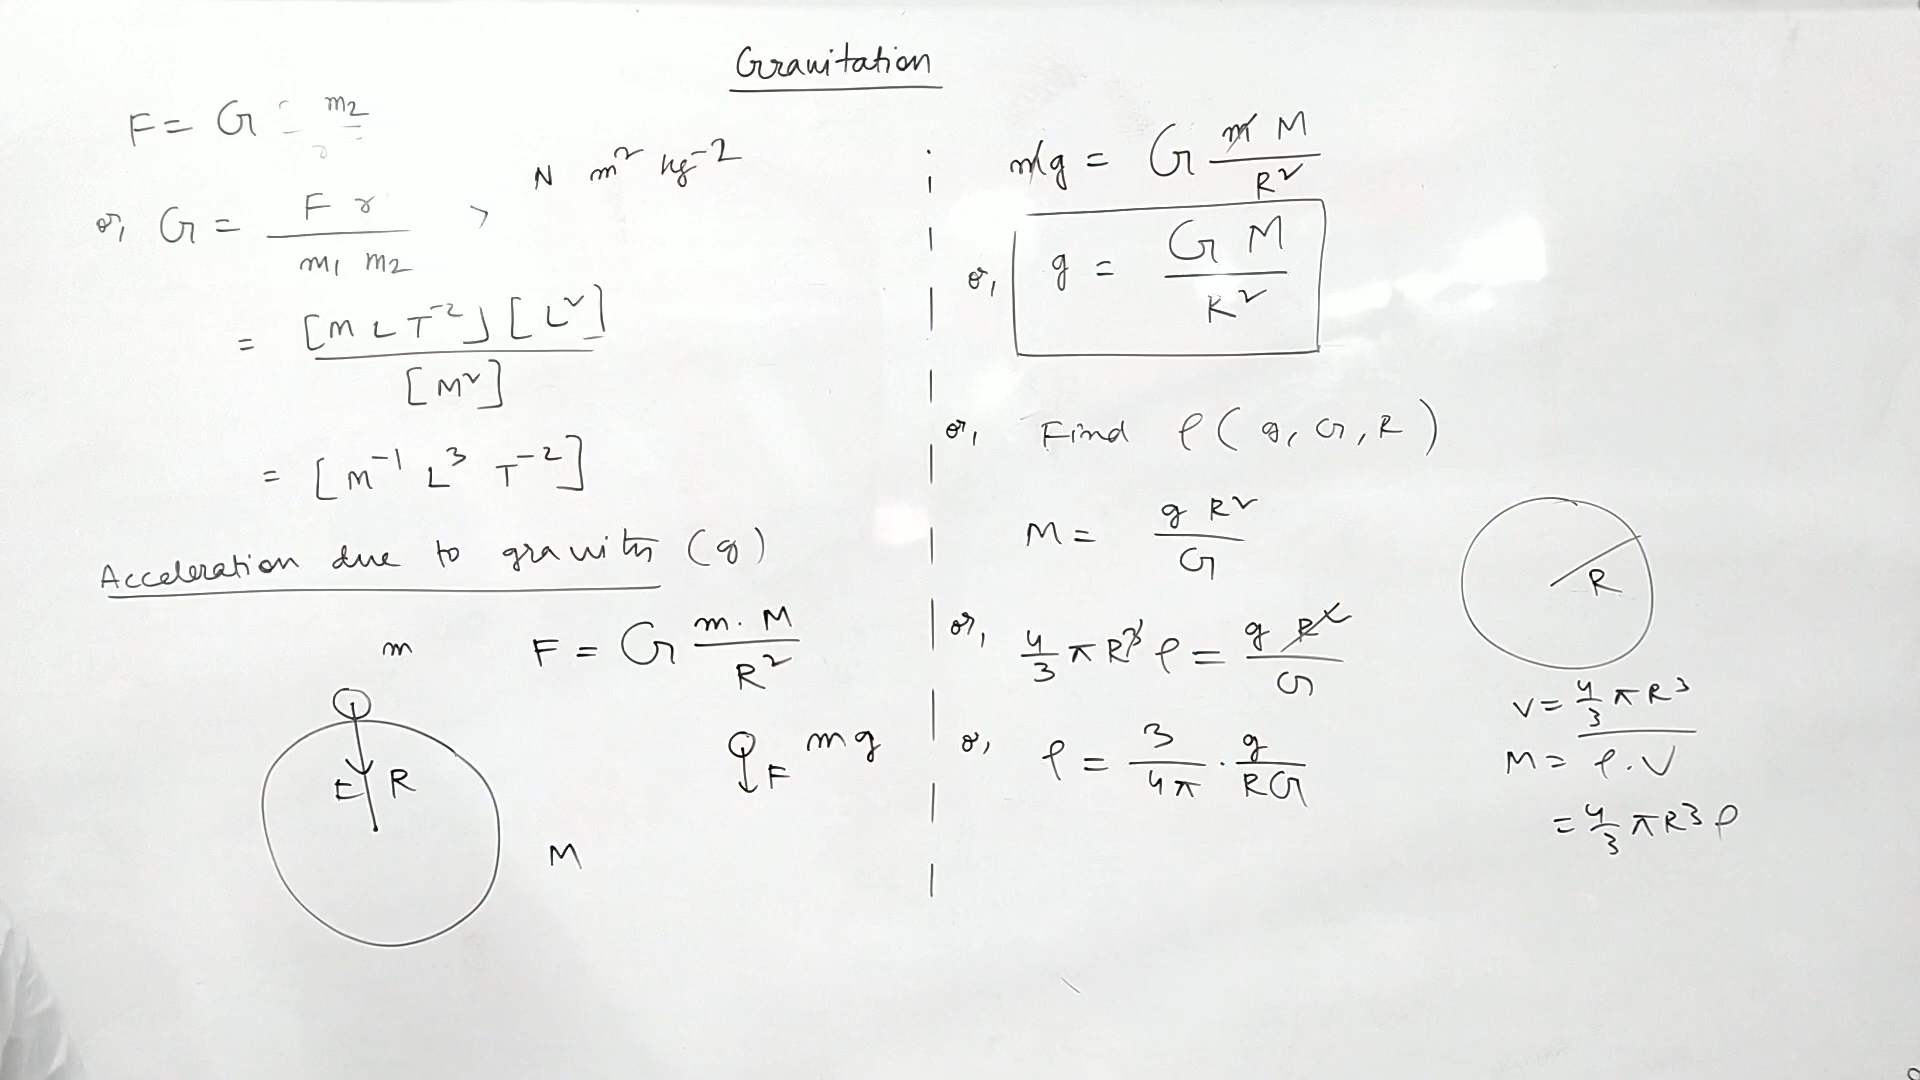 Gravitation
F = G m2
or, G = F r / m1 m2 > N m² kg⁻²
= [M L T⁻²] [L²] / [M²]
= [M⁻¹ L³ T⁻²]
Acceleration due to gravity (g)
m
F = G m . M / R²
R
M
F
mg
mg = G m M / R²
or, g = G M / R²
or, Find ρ (g, G, R)
M = g R² / G
or, 4/3 π R³ ρ = g R² / G
or, ρ = 3/4π . g/RG
R
V = 4/3 π R³
M = ρ . V
= 4/3 π R³ ρ